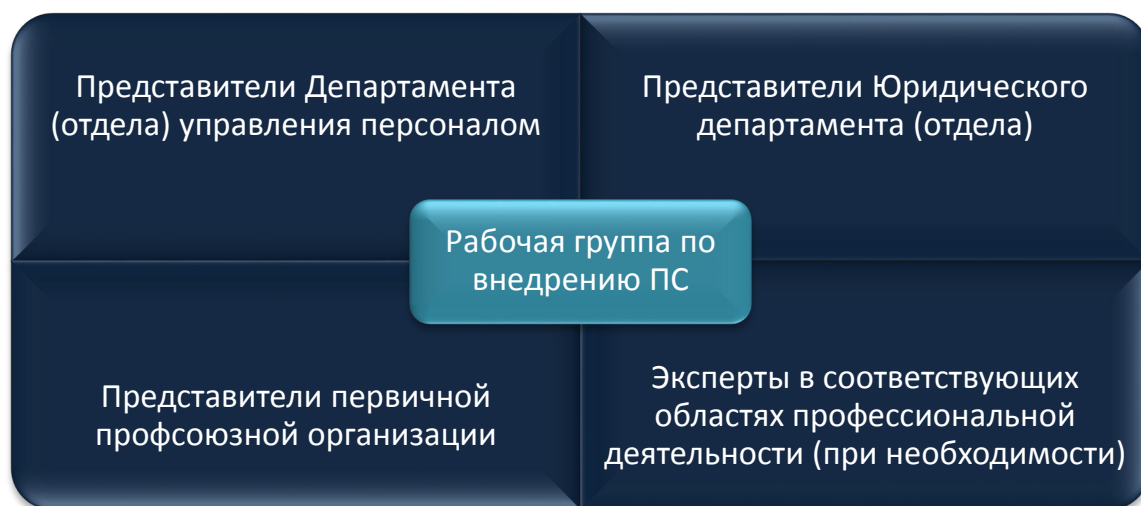 Представители Департамента
(отдела) управления персоналом
Представители Юридического
департамента (отдела)
Рабочая группа по
внедрению ПС
Представители первичной
профсоюзной организации
Эксперты в соответствующих
областях профессиональной
деятельности (при необходимости)